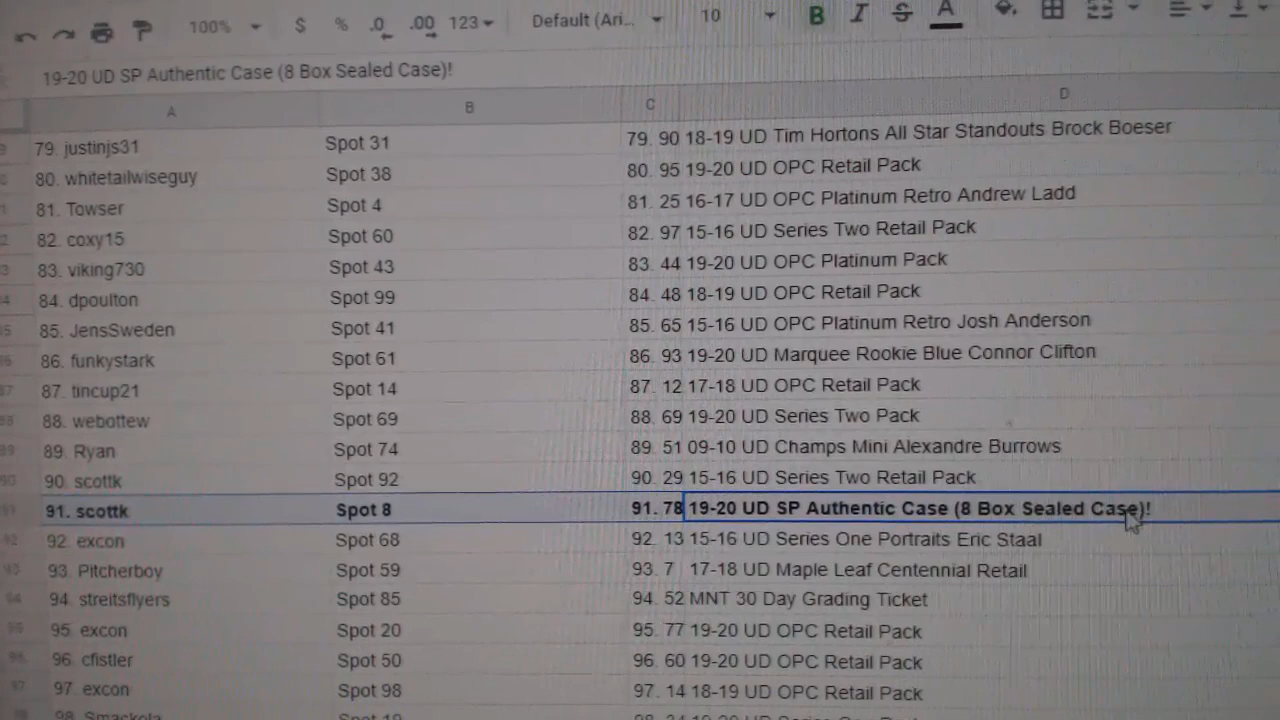 100% $ % .0 .00 123 Default (Ari... 10 B I S A
19-20 UD SP Authentic Case (8 Box Sealed Case)!
A B C D
79. justinjs31 Spot 31 79. 90 18-19 UD Tim Hortons All Star Standouts Brock Boeser
80. whitetailwiseguy Spot 38 80. 95 19-20 UD OPC Retail Pack
81. Towser Spot 4 81. 25 16-17 UD OPC Platinum Retro Andrew Ladd
82. coxy15 Spot 60 82. 97 15-16 UD Series Two Retail Pack
83. viking730 Spot 43 83. 44 19-20 UD OPC Platinum Pack
84. dpoulton Spot 99 84. 48 18-19 UD OPC Retail Pack
85. JensSweden Spot 41 85. 65 15-16 UD OPC Platinum Retro Josh Anderson
86. funkystark Spot 61 86. 93 19-20 UD Marquee Rookie Blue Connor Clifton
87. tincup21 Spot 14 87. 12 17-18 UD OPC Retail Pack
88. webottew Spot 69 88. 69 19-20 UD Series Two Pack
89. Ryan Spot 74 89. 51 09-10 UD Champs Mini Alexandre Burrows
90. scottk Spot 92 90. 29 15-16 UD Series Two Retail Pack
91. scottk Spot 8 91. 78 19-20 UD SP Authentic Case (8 Box Sealed Case)!
92. excon Spot 68 92. 13 15-16 UD Series One Portraits Eric Staal
93. Pitcherboy Spot 59 93. 7 17-18 UD Maple Leaf Centennial Retail
94. streitsflyers Spot 85 94. 52 MNT 30 Day Grading Ticket
95. excon Spot 20 95. 77 19-20 UD OPC Retail Pack
96. cfistler Spot 50 96. 60 19-20 UD OPC Retail Pack
97. excon Spot 98 97. 14 18-19 UD OPC Retail Pack
98. Smackola